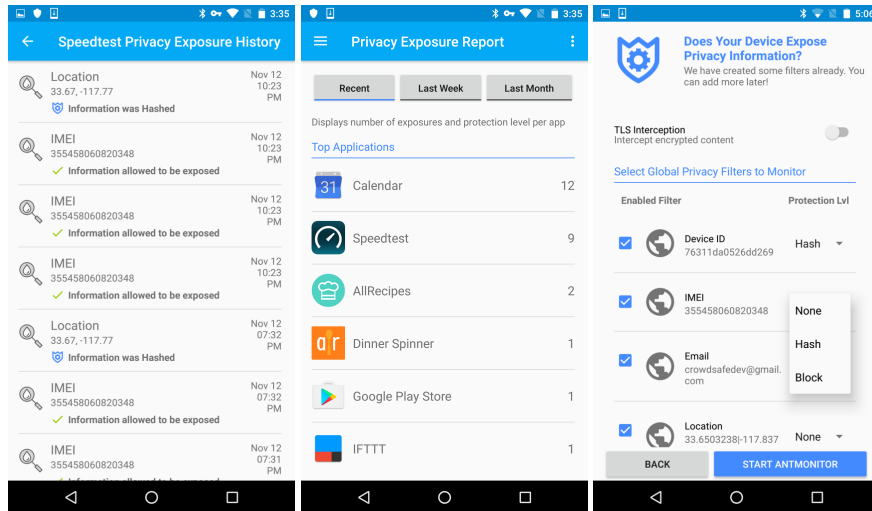 3:35
Speedtest Privacy Exposure History
Location
33.67, -117.77
Information was Hashed
Nov 12
10:23
PM
IMEI
355458060820348
Information allowed to be exposed
Nov 12
10:23
PM
IMEI
355458060820348
Information allowed to be exposed
Nov 12
10:23
PM
IMEI
355458060820348
Information allowed to be exposed
Nov 12
10:23
PM
Location
33.67, -117.77
Information was Hashed
Nov 12
07:32
PM
IMEI
355458060820348
Information allowed to be exposed
Nov 12
07:32
PM
IMEI
355458060820348
Nov 12
07:31
PM
Information allowed to be exposed
3:35
Privacy Exposure Report
Recent
Last Week
Last Month
Displays number of exposures and protection level per app
Top Applications
31
Calendar 12
Speedtest 9
AllRecipes 2
a r
Dinner Spinner 1
Google Play Store 1
IFTTT 1
5:06
Does Your Device Expose
Privacy Information?
We have created some filters already. You
can add more later!
TLS Interception
Intercept encrypted content
Select Global Privacy Filters to Monitor
Enabled Filter
Protection Lvl
Device ID
76311da0526dd269
Hash
IMEI
355458060820348
None
Hash
Block
Email
crowdsafedev@gmail.
com
Location
33.6503238|-117.837
None
BACK
START ANTMONITOR